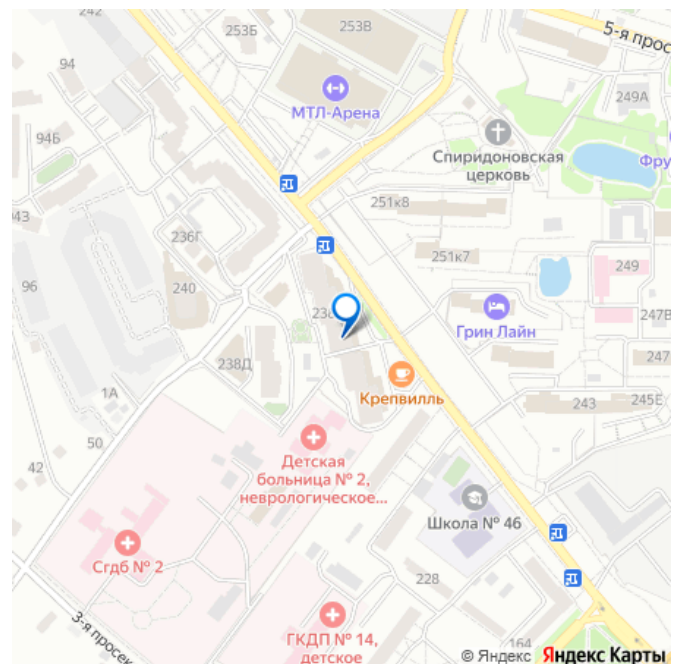 242
253Б
253В
5-я прос
94
МТЛ-Арена
249А
94Б
Спиридоновская
церковь
Фру
43
251к8
236Г
251к7
249
96
240
238
Грин Лайн
247В
238Д
247
1А
Крепвилль
243
245Е
50
Детская
больница № 2,
неврологическое...
42
Школа № 46
Сгдб № 2
228
3-я просек
ГКДП № 14,
детское
164
© Яндекс Яндекс Карты